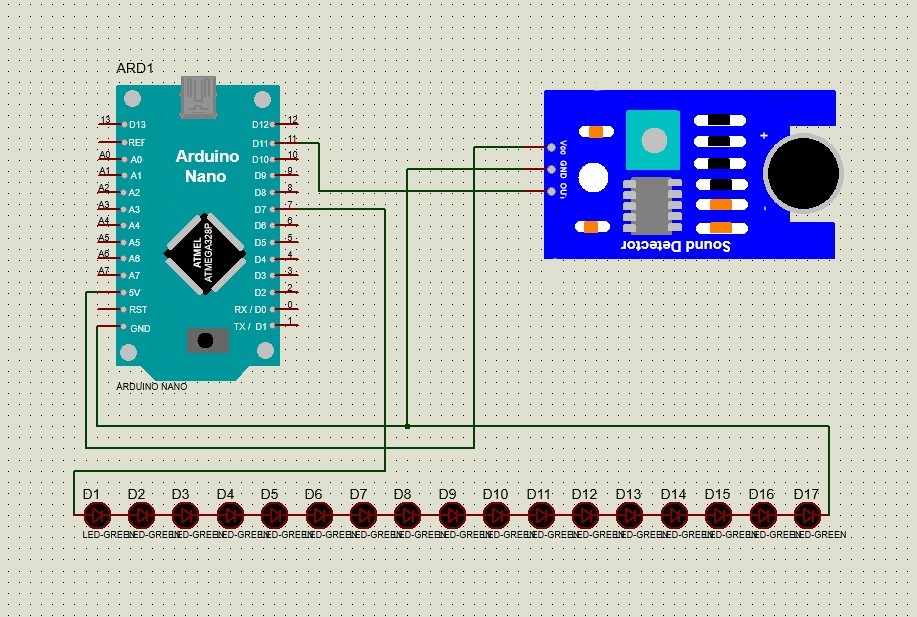 ARD1
13 D13 D12 12
REF D11 11
A0 A0 D10 10
A1 A1 D9 9
A2 A2 D8 8
A3 A3 D7 7
A4 A4 D6 6
A5 A5 D5 5
A6 A6 D4 4
A7 A7 D3 3
5V D2 2
RST RX / D0 0
GND TX / D1 1
Arduino
Nano
ATMEL
ATMEGA328P
ARDUINO NANO
GND
Sound Detector
+
-
D1 D2 D3 D4 D5 D6 D7 D8 D9 D10 D11 D12 D13 D14 D15 D16 D17
LED-GREEN LED-GREEN LED-GREEN LED-GREEN LED-GREEN LED-GREEN LED-GREEN LED-GREEN LED-GREEN LED-GREEN LED-GREEN LED-GREEN LED-GREEN LED-GREEN LED-GREEN LED-GREEN LED-GREEN